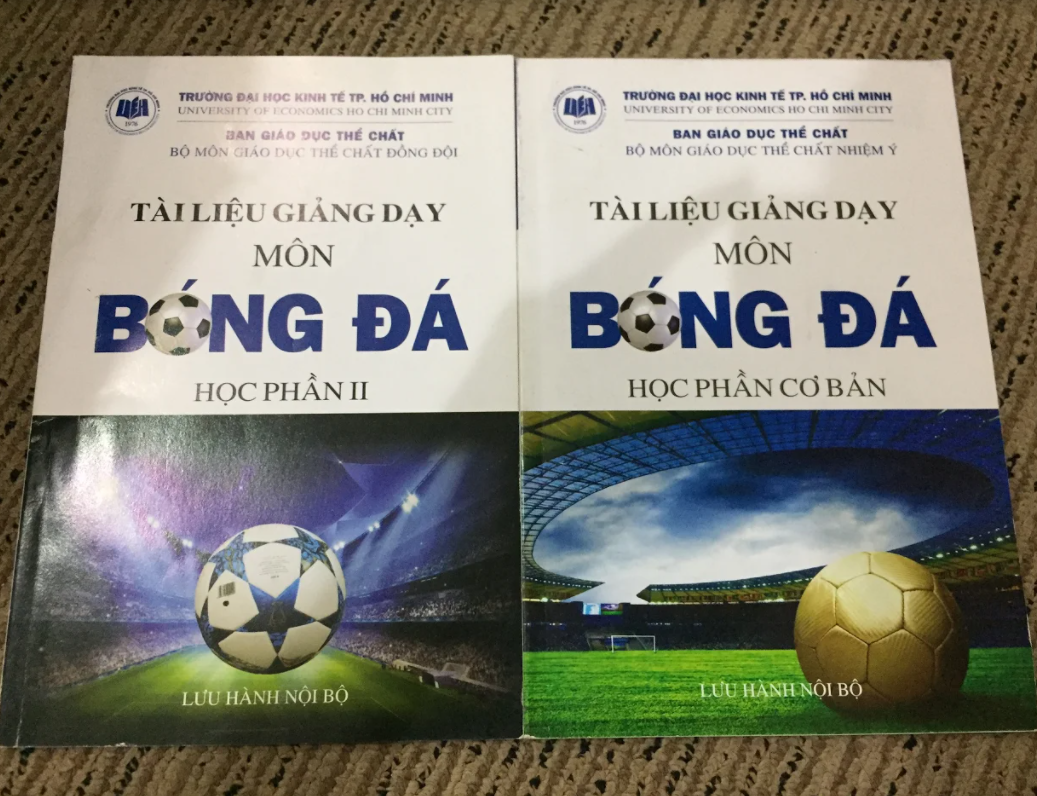 TRƯỜNG ĐẠI HỌC KINH TẾ TP. HỒ CHÍ MINH
UNIVERSITY OF ECONOMICS HO CHI MINH CITY
BAN GIÁO DỤC THỂ CHẤT
BỘ MÔN GIÁO DỤC THỂ CHẤT ĐỒNG ĐỘI
UEH
1976
TÀI LIỆU GIẢNG DẠY
MÔN
BÓNG ĐÁ
HỌC PHẦN II
LƯU HÀNH NỘI BỘ
TRƯỜNG ĐẠI HỌC KINH TẾ TP. HỒ CHÍ MINH
UNIVERSITY OF ECONOMICS HO CHI MINH CITY
BAN GIÁO DỤC THỂ CHẤT
BỘ MÔN GIÁO DỤC THỂ CHẤT NHIỆM Ý
UEH
1976
TÀI LIỆU GIẢNG DẠY
MÔN
BÓNG ĐÁ
HỌC PHẦN CƠ BẢN
LƯU HÀNH NỘI BỘ